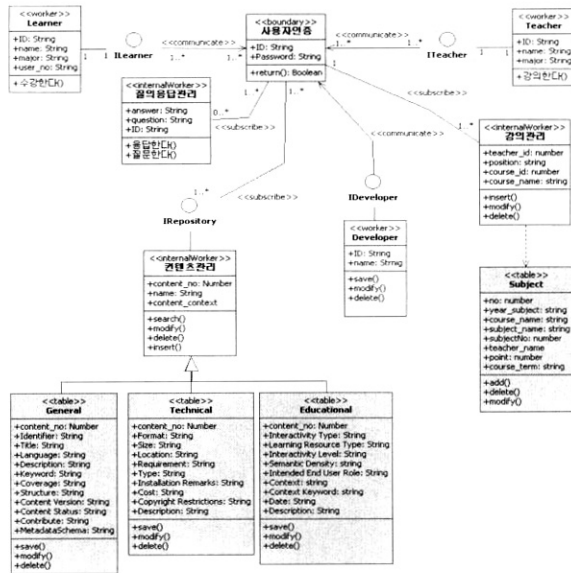 <<worker>>
Learner
+ID: String
+name: String
+major: String
+user_no: String
+수강한다()
1
ILearner
<<communicate>>
1..*
<<boundary>>
사용자인증
+ID: String
+Password: String
+return(): Boolean
<<communicate>>
1..*
ITeacher
1
<<worker>>
Teacher
+ID: String
+name: String
+major: String
+강의한다()
<<internalWorker>>
질의응답관리
+answer: String
+question: String
+ID: String
+응답한다()
+질문한다()
0..*
<<subscribe>>
1..*
1..*
<<communicate>>
<<subscribe>>
1
1..*
<<internalWorker>>
강의관리
+teacher_id: number
+position: string
+course_id: number
+course_name: string
+insert()
+modify()
+delete()
1..*
IRepository
<<subscribe>>
IDeveloper
<<worker>>
Developer
+ID: String
+name: Strnig
+save()
+modify()
+delete()
<<internalWorker>>
컨텐츠관리
+content_no: Number
+name: String
+content_context
+search()
+modify()
+delete()
+insert()
<<table>>
Subject
+no: number
+year_subject: string
+course_name: string
+subject_name: string
+subjectNo: number
+teacher_name
+point: number
+course_term: string
+add()
+delete()
+modify()
<<table>>
General
+content_no: Number
+Identifier: String
+Title: String
+Language: String
+Description: String
+Keyword: String
+Coverage: String
+Structure: String
+Content Version: String
+Content Status: String
+Contribute: String
+MetadataSchema: String
+save()
+modify()
+delete()
<<table>>
Technical
+content_no: Number
+Format: String
+Size: String
+Location: String
+Requirement: String
+Type: String
+Installation Remarks: String
+Cost: String
+Copyright Restrictions: String
+Description: String
+save()
+modify()
+delete()
<<table>>
Educational
+content_no: Number
+Interactivity Type: String
+Learning Resource Type: String
+Interactivity Level: String
+Semantic Density: String
+Intended End User Role: String
+Context: string
+Context Keyword: string
+Date: String
+Description: String
+save()
+modify()
+delete()